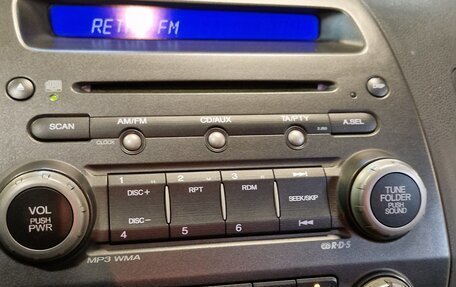 RETRO FM
SCAN
AM/FM
CD/AUX
TA/PTY
A.SEL
CLOCK
1
2
3
DISC+
RPT
RDM
SEEK/SKIP
DISC-
4
5
6
VOL
PUSH
PWR
TUNE
FOLDER
PUSH
SOUND
MP3 WMA
R·D·S